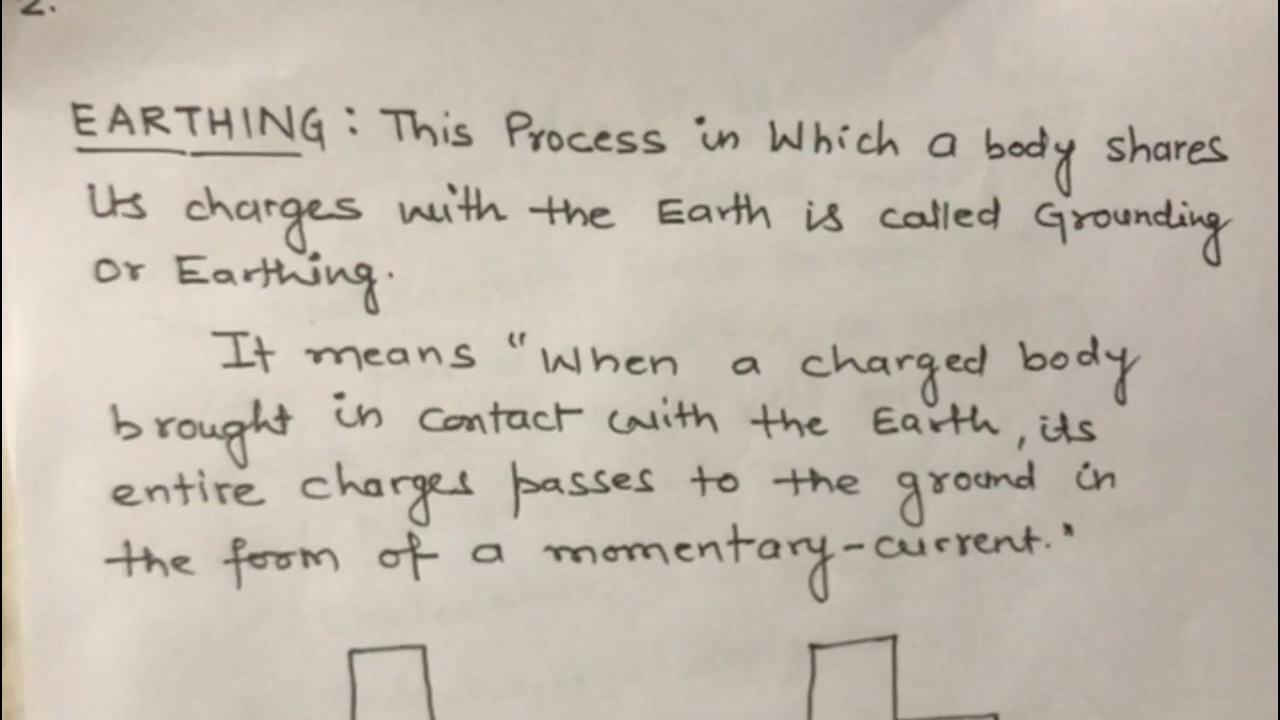 2.
EARTHING: This Process in Which a body shares
Its charges with the Earth is called Grounding
or Earthing.
It means "When a charged body
brought in contact with the Earth, its
entire charges passes to the ground in
the form of a momentary-current."